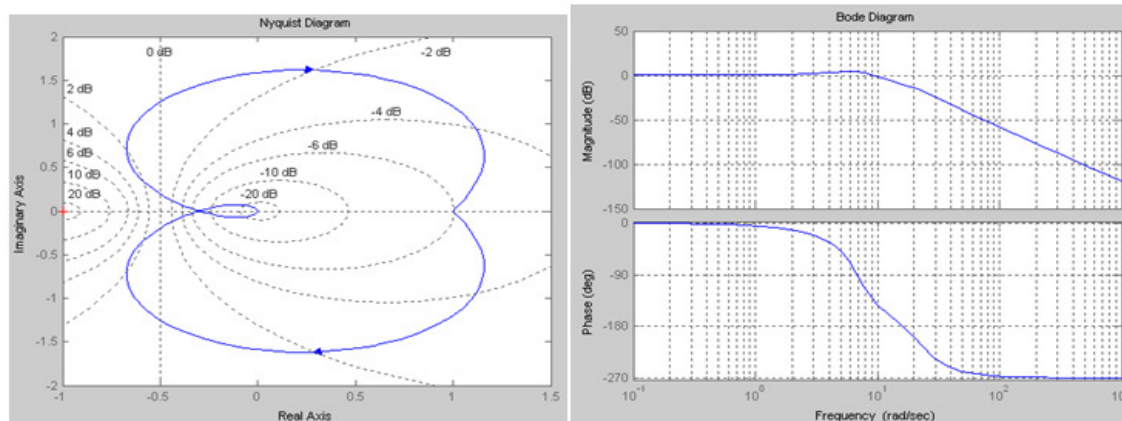 Nyquist Diagram
2
1.5
1
0.5
0
-0.5
-1
-1.5
-2
Imaginary Axis
0 dB
-2 dB
2 dB
4 dB
6 dB
10 dB
20 dB
-4 dB
-6 dB
-10 dB
-20 dB
-1
-0.5
0
0.5
1
1.5
Real Axis
Bode Diagram
50
0
-50
-100
-150
Magnitude (dB)
0
-90
-180
-270
Phase (deg)
10^-1
10^0
10^1
10^2
Frequency (rad/sec)